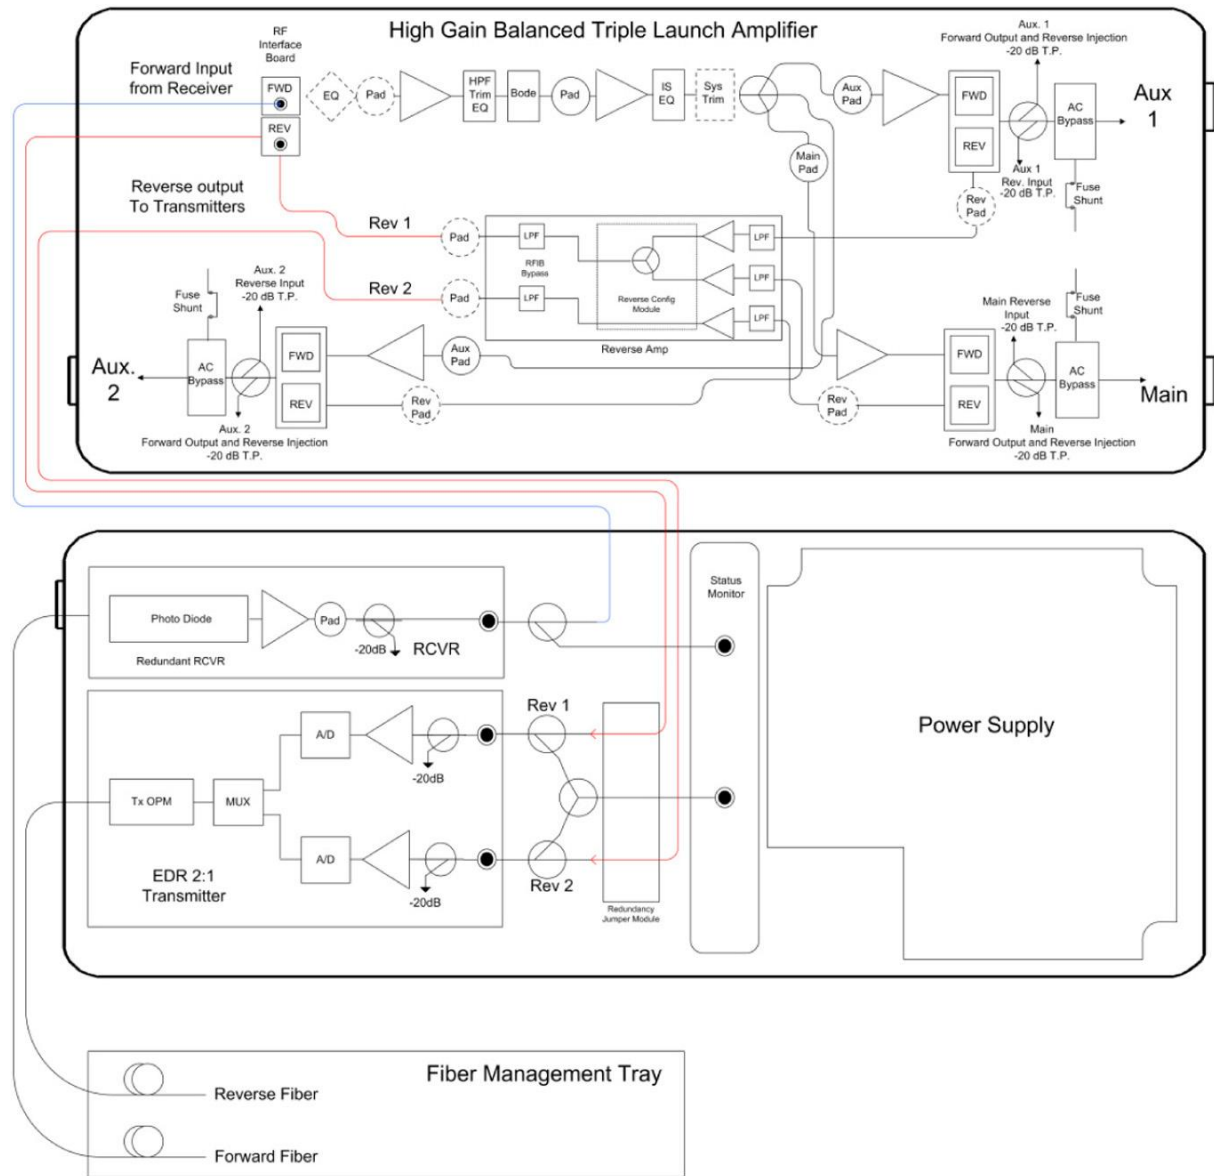 High Gain Balanced Triple Launch Amplifier
RF
Interface
Board
Forward Input
from Receiver
FWD
REV
EQ
Pad
HPF
Trim
EQ
Bode
Pad
IS
EQ
Sys
Trim
Aux
Pad
FWD
REV
Aux. 1
Forward Output and Reverse Injection
-20 dB T.P.
AC
Bypass
Aux
1
Main
Pad
Aux 1
Rev. Input
-20 dB T.P.
Rev
Pad
Fuse
Shunt
Reverse output
To Transmitters
Rev 1
Pad
LPF
LPF
RFIB
Bypass
LPF
Rev 2
Pad
LPF
Reverse Config
Module
LPF
Reverse Amp
Aux. 2
Reverse Input
-20 dB T.P.
Fuse
Shunt
Main Reverse
Input
-20 dB T.P.
Fuse
Shunt
Aux.
2
AC
Bypass
FWD
REV
Aux
Pad
Rev
Pad
Rev
Pad
FWD
REV
AC
Bypass
Main
Aux. 2
Forward Output and Reverse Injection
-20 dB T.P.
Main
Forward Output and Reverse Injection
-20 dB T.P.
Photo Diode
Pad
-20dB
RCVR
Redundant RCVR
Status
Monitor
Power Supply
Rev 1
A/D
-20dB
Tx OPM
MUX
A/D
-20dB
EDR 2:1
Transmitter
Rev 2
Redundancy
Jumper Module
Fiber Management Tray
Reverse Fiber
Forward Fiber